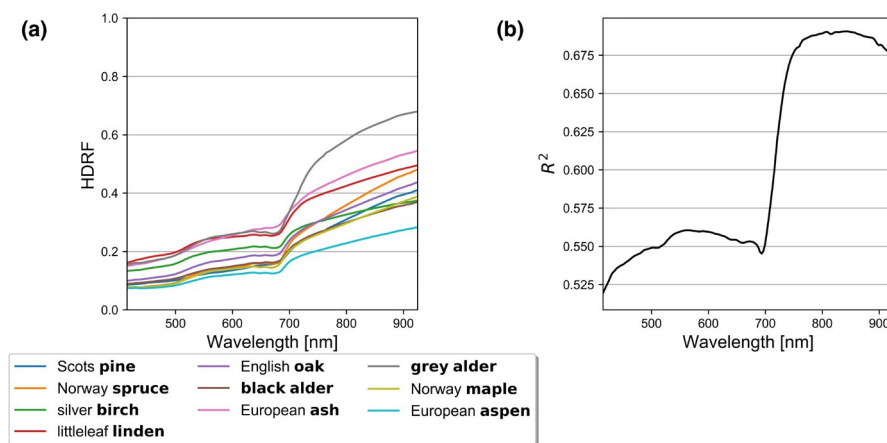 (a)
1.0
0.8
0.6
0.4
0.2
0.0
HDRF
500 600 700 800 900
Wavelength [nm]
(b)
0.675
0.650
0.625
0.600
0.575
0.550
0.525
R²
500 600 700 800 900
Wavelength [nm]
Scots pine
Norway spruce
silver birch
littleleaf linden
English oak
black alder
European ash
grey alder
Norway maple
European aspen